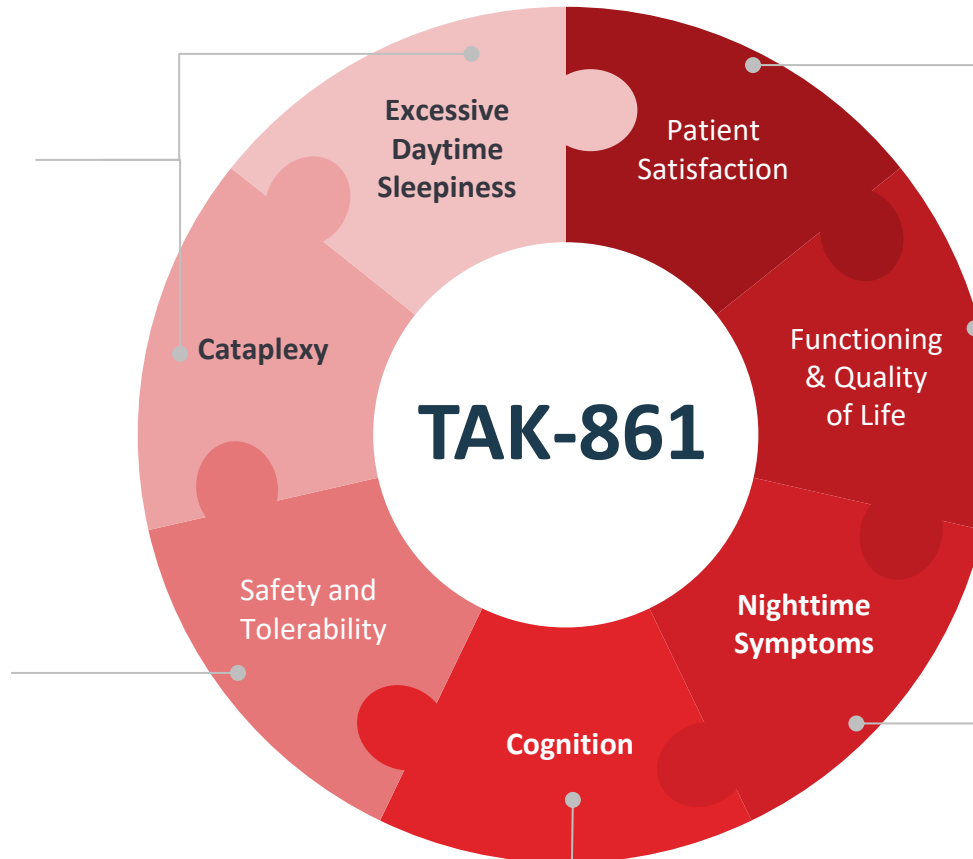 Excessive
Daytime
Sleepiness
Patient
Satisfaction
Functioning
& Quality
of Life
Nighttime
Symptoms
Cognition
Safety and
Tolerability
Cataplexy
TAK-861